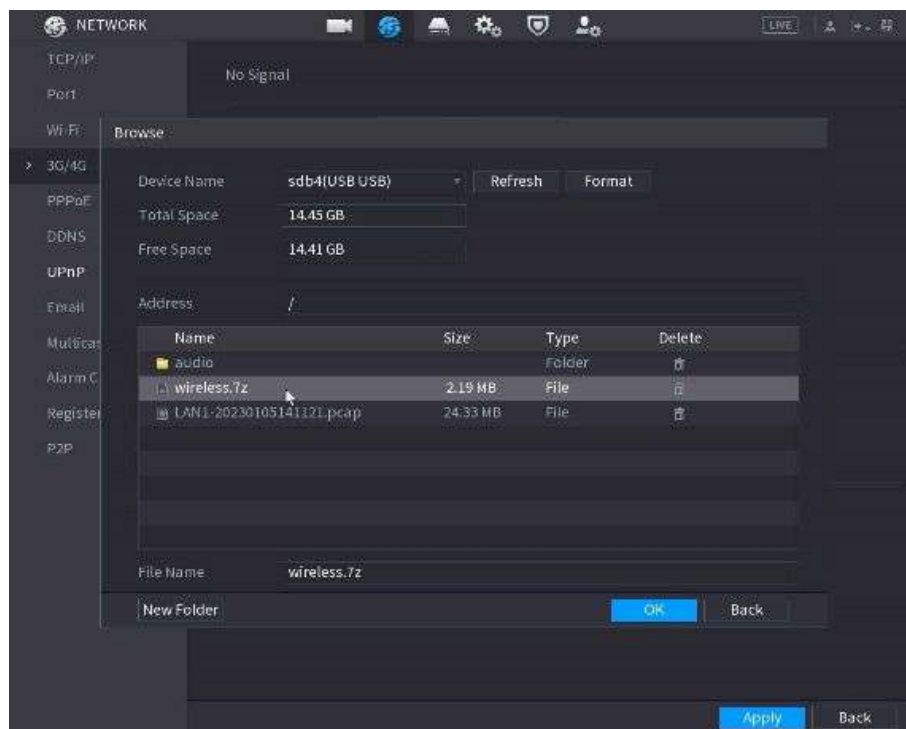 NETWORK
LIVE
TCP/IP
No Signal
Port
Wi-Fi
Browse
3G/4G
Device Name sdb4(USB USB) Refresh Format
PPPoE
Total Space 14.45 GB
DDNS
Free Space 14.41 GB
UPnP
Email
Address /
Multicas
Name Size Type Delete
audio Folder
Alarm C
wireless.7z 2.19 MB File
Register
LAN1-20230105141121.pcap 24.33 MB File
P2P
File Name wireless.7z
New Folder OK Back
Apply Back